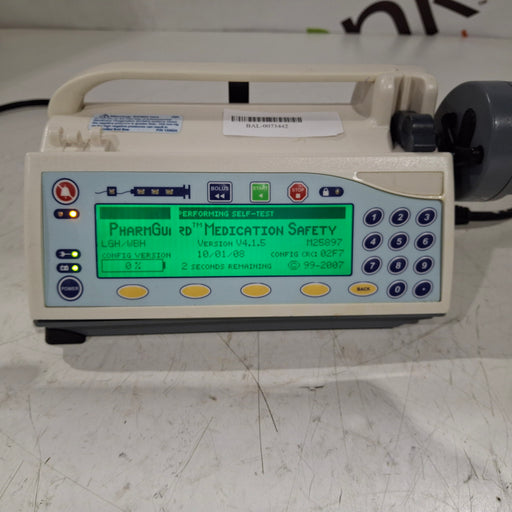 BAL-0073442
BOLUS
START
STOP
PERFORMING SELF-TEST
PHARMGUARD™ MEDICATION SAFETY
LGH/WBH VERSION V4.1.5 M25897
CONFIG VERSION 10/01/08 CONFIG CRC: 02F7
0 % 2 SECONDS REMAINING © 99-2007
POWER
BACK
1 2 3
4 5 6
7 8 9
0 .